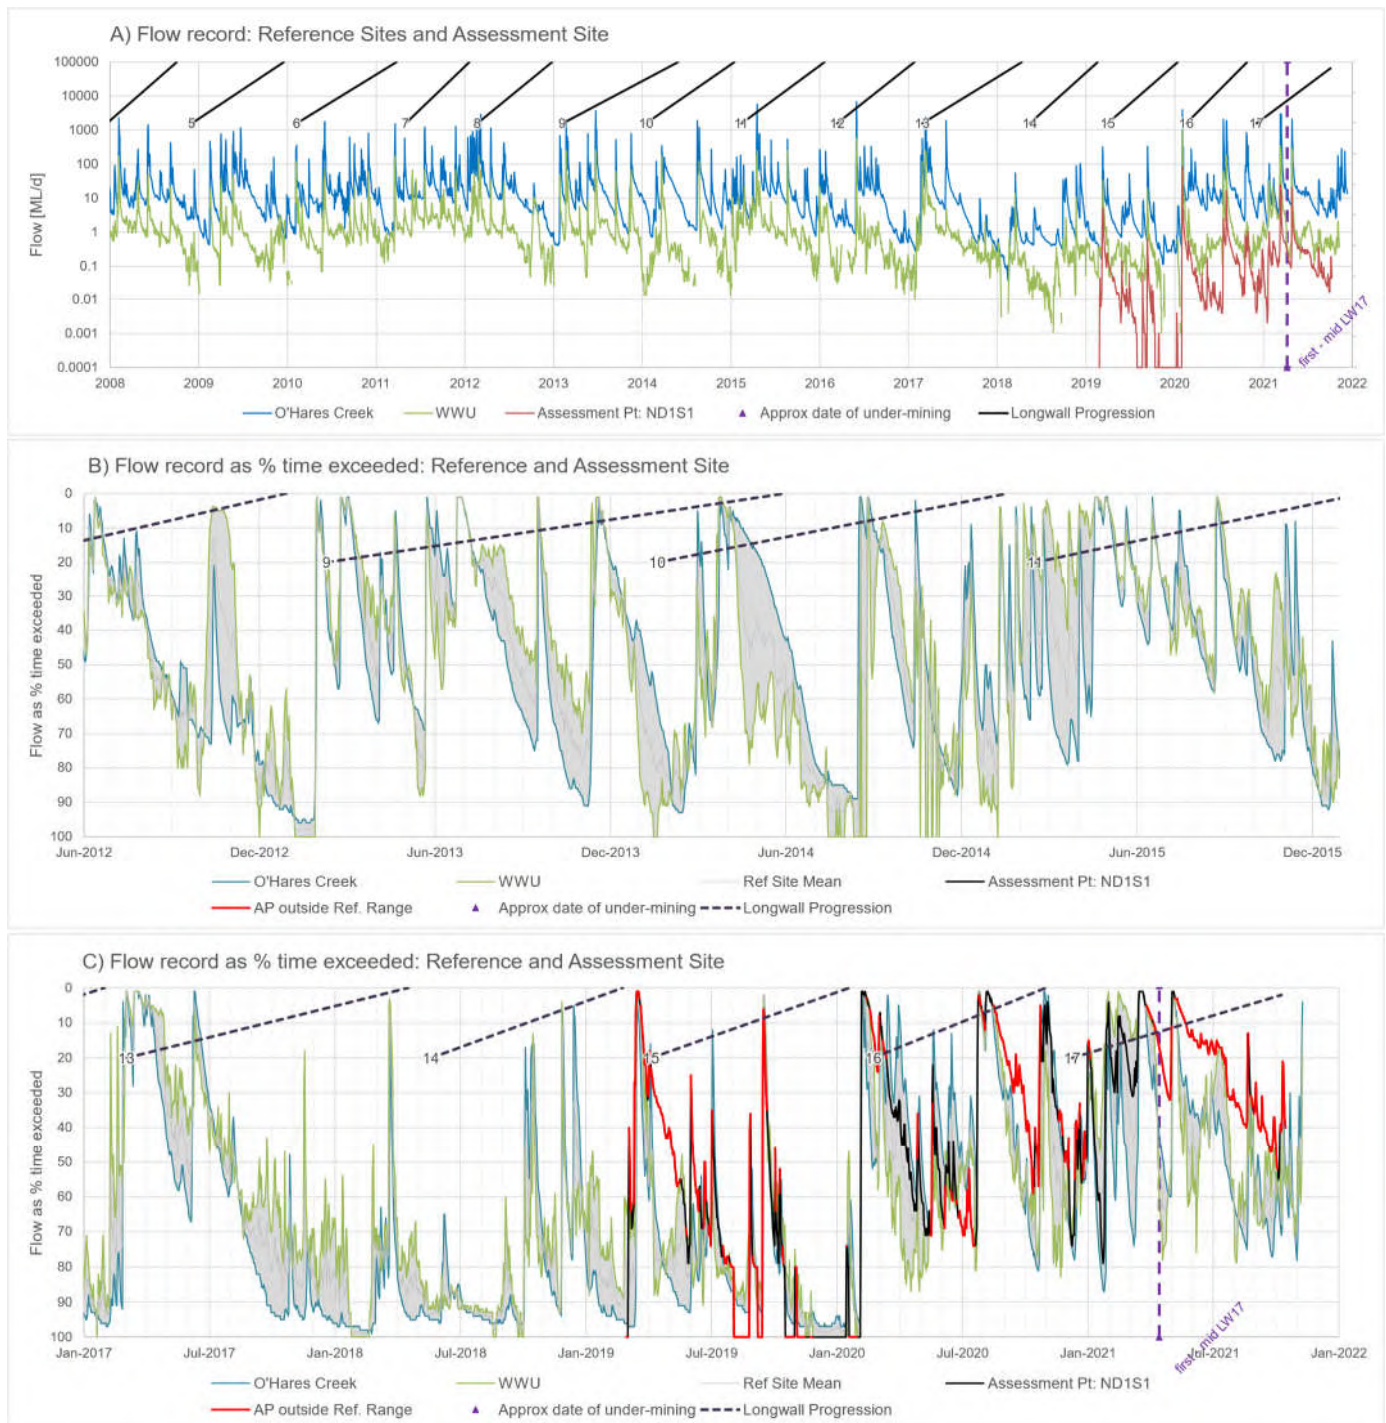 A) Flow record: Reference Sites and Assessment Site
100000
10000
1000
100
10
1
0.1
0.01
0.001
0.0001
Flow [ML/d]
5 6 7 8 9 10 11 12 13 14 15 16 17
first - mid LW17
2008 2009 2010 2011 2012 2013 2014 2015 2016 2017 2018 2019 2020 2021 2022
O'Hares Creek WWU Assessment Pt: ND1S1 Approx date of under-mining Longwall Progression
B) Flow record as % time exceeded: Reference and Assessment Site
0
10
20
30
40
50
60
70
80
90
100
Flow as % time exceeded
9 10 11
Jun-2012 Dec-2012 Jun-2013 Dec-2013 Jun-2014 Dec-2014 Jun-2015 Dec-2015
O'Hares Creek WWU Ref Site Mean Assessment Pt: ND1S1
AP outside Ref. Range Approx date of under-mining Longwall Progression
C) Flow record as % time exceeded: Reference and Assessment Site
0
10
20
30
40
50
60
70
80
90
100
Flow as % time exceeded
13 14 15 16 17
first - mid LW17
Jan-2017 Jul-2017 Jan-2018 Jul-2018 Jan-2019 Jul-2019 Jan-2020 Jul-2020 Jan-2021 Jul-2021 Jan-2022
O'Hares Creek WWU Ref Site Mean Assessment Pt: ND1S1
AP outside Ref. Range Approx date of under-mining Longwall Progression